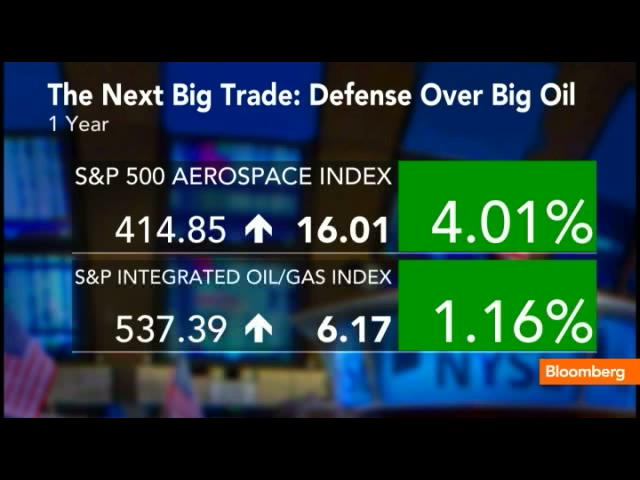 The Next Big Trade: Defense Over Big Oil
1 Year
S&P 500 AEROSPACE INDEX
414.85 16.01 4.01%
S&P INTEGRATED OIL/GAS INDEX
537.39 6.17 1.16%
NYS
Bloomberg